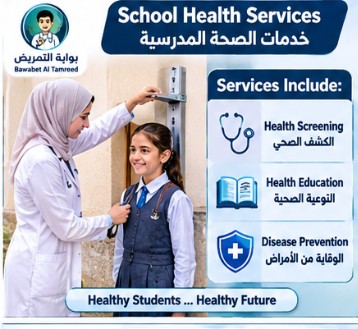 School Health Services
خدمات الصحة المدرسية
بوابة التمريض
Bawabet Al Tamreed
Services Include:
Health Screening
الكشف الصحي
Health Education
التوعية الصحية
Disease Prevention
الوقاية من الأمراض
Healthy Students ... Healthy Future